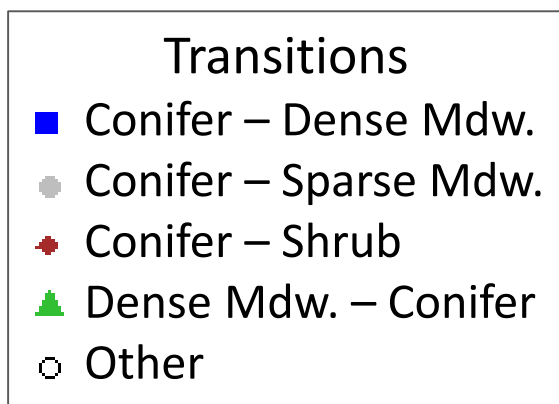 Transitions
Conifer – Dense Mdw.
Conifer – Sparse Mdw.
Conifer – Shrub
Dense Mdw. – Conifer
Other